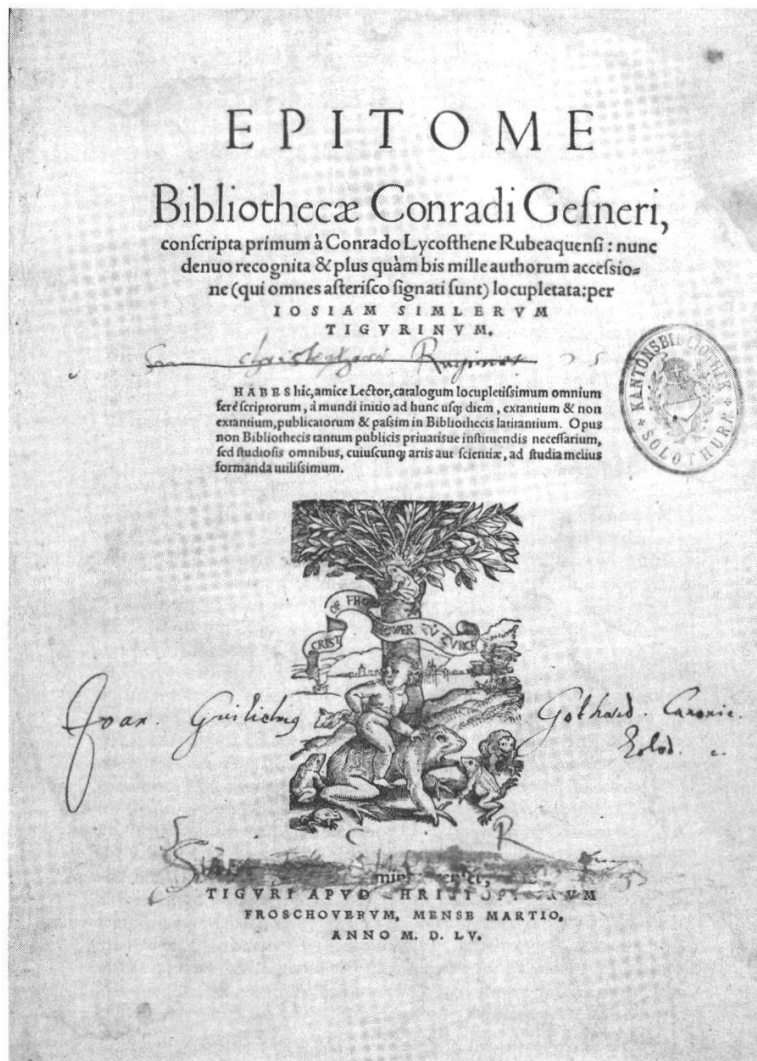 EPITOME
Bibliothecæ Conradi Geſneri,
conſcripta primum à Conrado Lycoſthene Rubeaquenſi : nunc
denuo recognita & plus quàm bis mille authorum acceſsio=
ne (qui omnes aſteriſco ſignati ſunt) locupletata: per
IOSIAM SIMLERVM
TIGVRINVM.
HABES hic, amice Lector, catalogum locupletiſsimum omnium
ferè ſcriptorum, à mundi initio ad hunc uſq; diem, extantium & non
extantium, publicatorum & paſsim in Bibliothecis latitantium. Opus
non Bibliothecis tantum publicis priuatisue inſtituendis neceſſarium,
ſed ſtudioſis omnibus, cuiuſcunq; artis aut ſcientiæ, ad ſtudia melius
formanda utiliſsimum.
KANTONSBIBLIOTHEK
SOLOTHURN
CRIST
OF FRO
Joan.
Gothard. Canonic.
C R
TIGVRI APVD
FROSCHOVERVM, MENSE MARTIO,
ANNO M. D. LV.